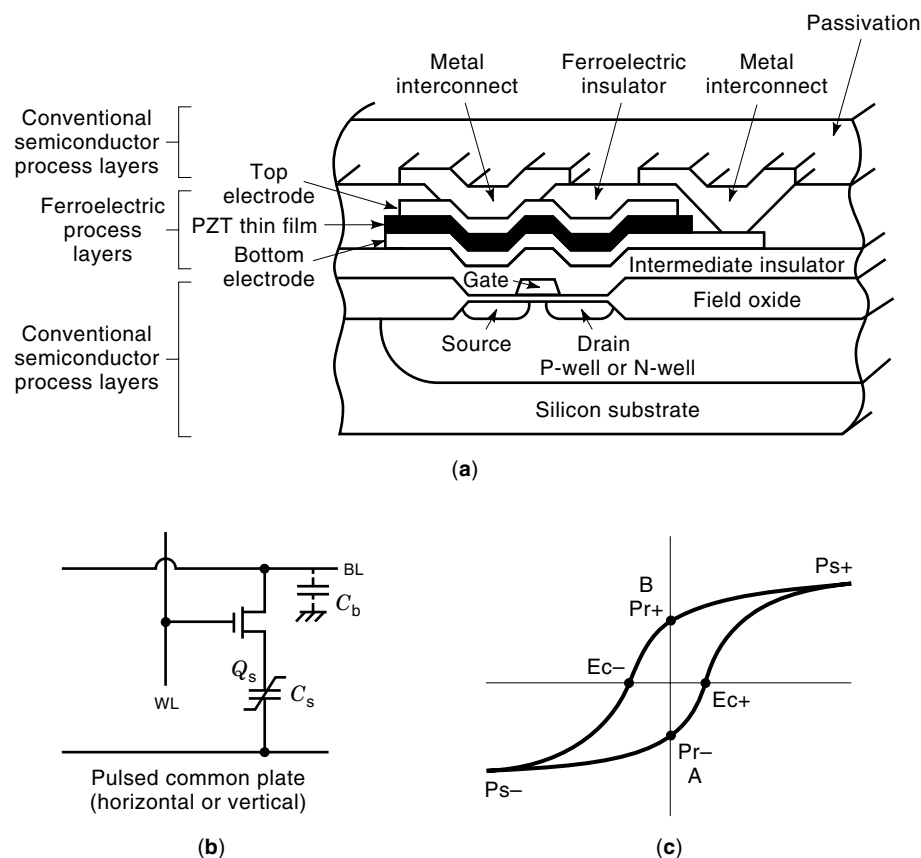 Passivation
Metal
interconnect
Ferroelectric
insulator
Metal
interconnect
Conventional
semiconductor
process layers
Top
electrode
Ferroelectric
process
layers
PZT thin film
Bottom
electrode
Intermediate insulator
Gate
Field oxide
Source
Drain
P-well or N-well
Conventional
semiconductor
process layers
Silicon substrate
(a)
BL
Cb
Qs
Cs
WL
Pulsed common plate
(horizontal or vertical)
(b)
Ps+
B
Pr+
Ec−
Ec+
Pr−
A
Ps−
(c)